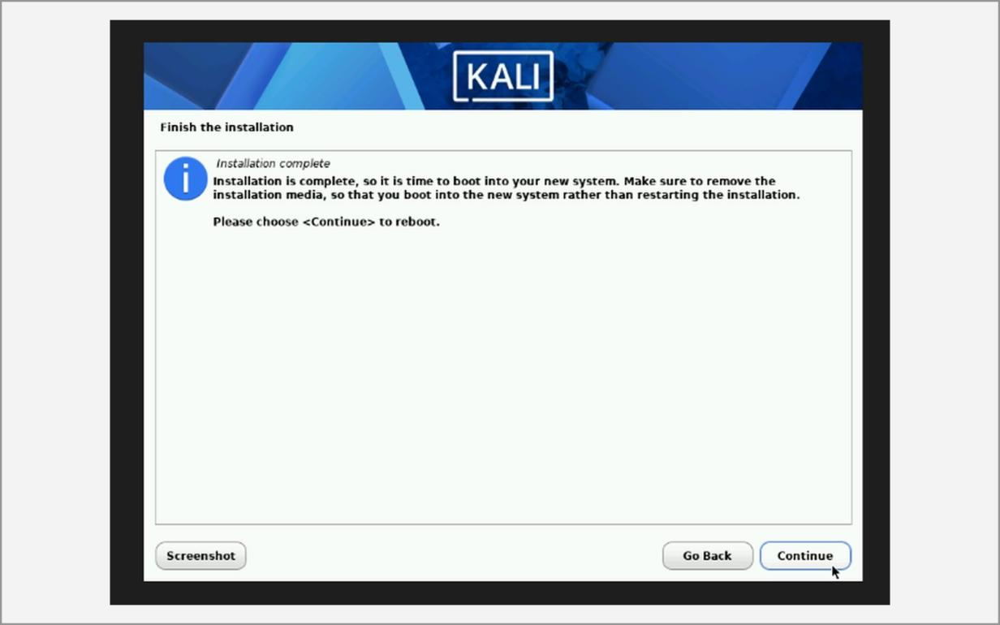 KALI
Finish the installation
Installation complete
Installation is complete, so it is time to boot into your new system. Make sure to remove the
installation media, so that you boot into the new system rather than restarting the installation.
Please choose <Continue> to reboot.
Screenshot
Go Back
Continue